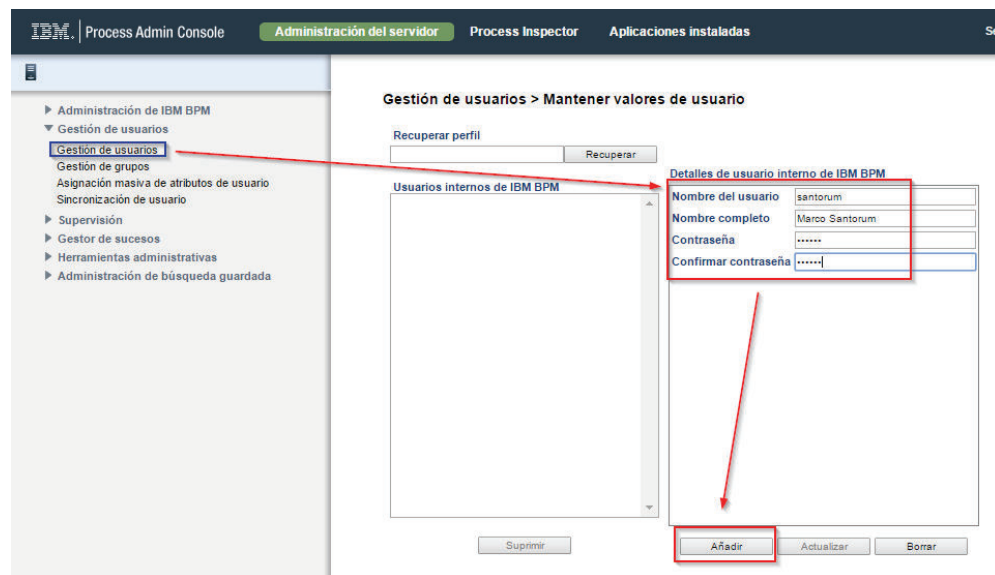 IBM. Process Admin Console
Administración del servidor
Process Inspector
Aplicaciones instaladas
Administración de IBM BPM
Gestión de usuarios
Gestión de usuarios
Gestión de grupos
Asignación masiva de atributos de usuario
Sincronización de usuario
Supervisión
Gestor de sucesos
Herramientas administrativas
Administración de búsqueda guardada
Gestión de usuarios > Mantener valores de usuario
Recuperar perfil
Recuperar
Usuarios internos de IBM BPM
Suprimir
Detalles de usuario interno de IBM BPM
Nombre del usuario santorum
Nombre completo Marco Santorum
Contraseña ••••••
Confirmar contraseña ••••••
Añadir
Actualizar
Borrar